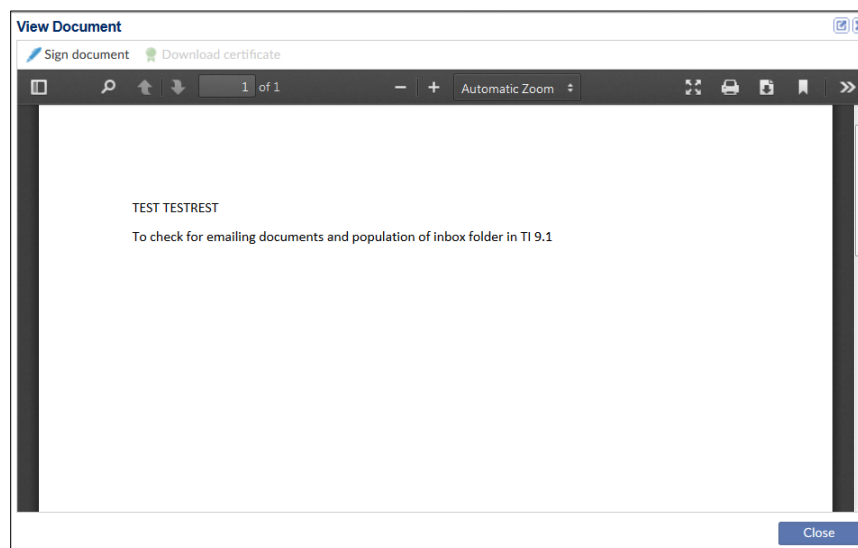 View Document
Sign document Download certificate
1 of 1 Automatic Zoom
TEST TESTREST
To check for emailing documents and population of inbox folder in TI 9.1
Close